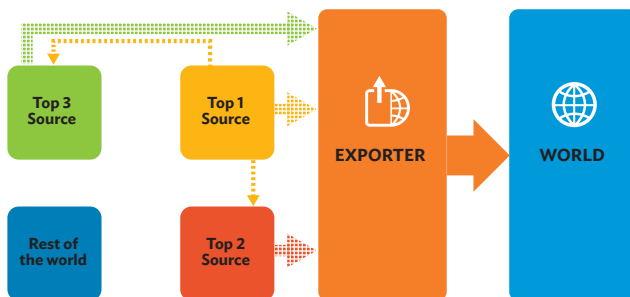 Top 3
Source
Top 1
Source
EXPORTER
WORLD
Rest of
the world
Top 2
Source